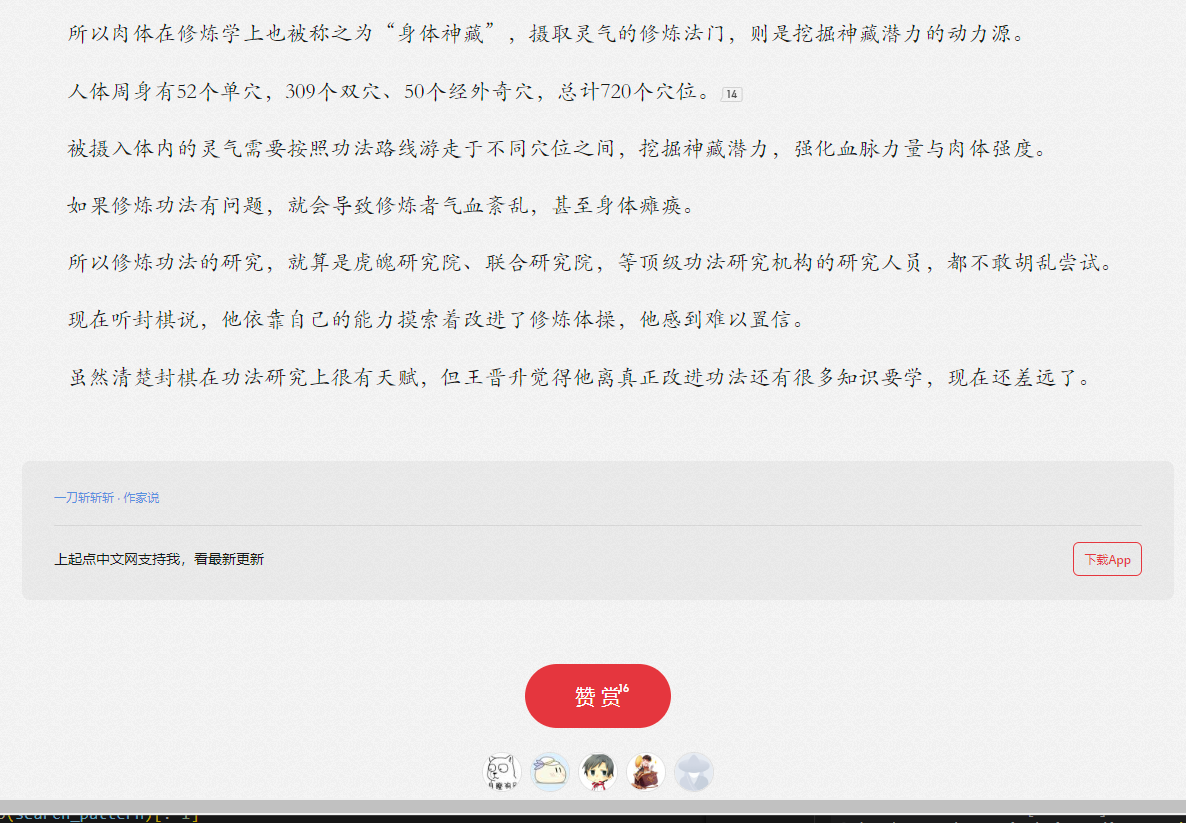 所以肉体在修炼学上也被称之为“身体神藏”，摄取灵气的修炼法门，则是挖掘神藏潜力的动力源。
人体周身有52个单穴，309个双穴、50个经外奇穴，总计720个穴位。 14
被摄入体内的灵气需要按照功法路线游走于不同穴位之间，挖掘神藏潜力，强化血脉力量与肉体强度。
如果修炼功法有问题，就会导致修炼者气血紊乱，甚至身体瘫痪。
所以修炼功法的研究，就算是虎魄研究院、联合研究院，等顶级功法研究机构的研究人员，都不敢胡乱尝试。
现在听封棋说，他依靠自己的能力摸索着改进了修炼体操，他感到难以置信。
虽然清楚封棋在功法研究上很有天赋，但王晋升觉得他离真正改进功法还有很多知识要学，现在还差远了。
一刀斩斩斩 · 作家说
上起点中文网支持我，看最新更新
下载App
赞赏16
(search_pattern)[:-1]